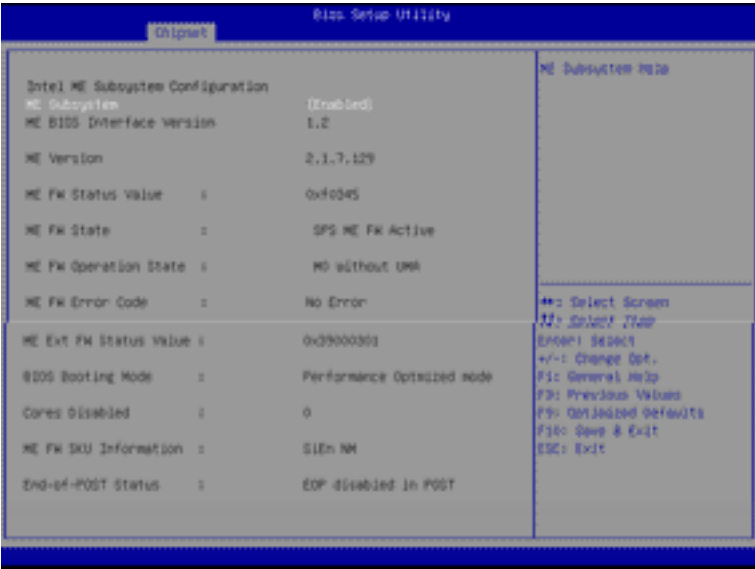 Bios Setup Utility
Chipset
Intel ME Subsystem Configuration
ME Subsystem [Enabled]
ME BIOS Interface Version 1.2
ME Version 2.1.7.129
ME FW Status Value : 0xf0345
ME FW State : SPS ME FW Active
ME FW Operation State : M0 without UMA
ME FW Error Code : No Error
ME Ext FW Status Value : 0x39000301
BIOS Booting Mode : Performance Optmized mode
Cores Disabled : 0
ME FW SKU Information : SiEn NM
End-of-POST Status : EOP disabled in POST
ME Subsystem Help
: Select Screen
: Select Item
Enter: Select
+/-: Change Opt.
F1: General Help
Previous Values
F9: Optimized Defaults
F10: Save & Exit
ESC: Exit